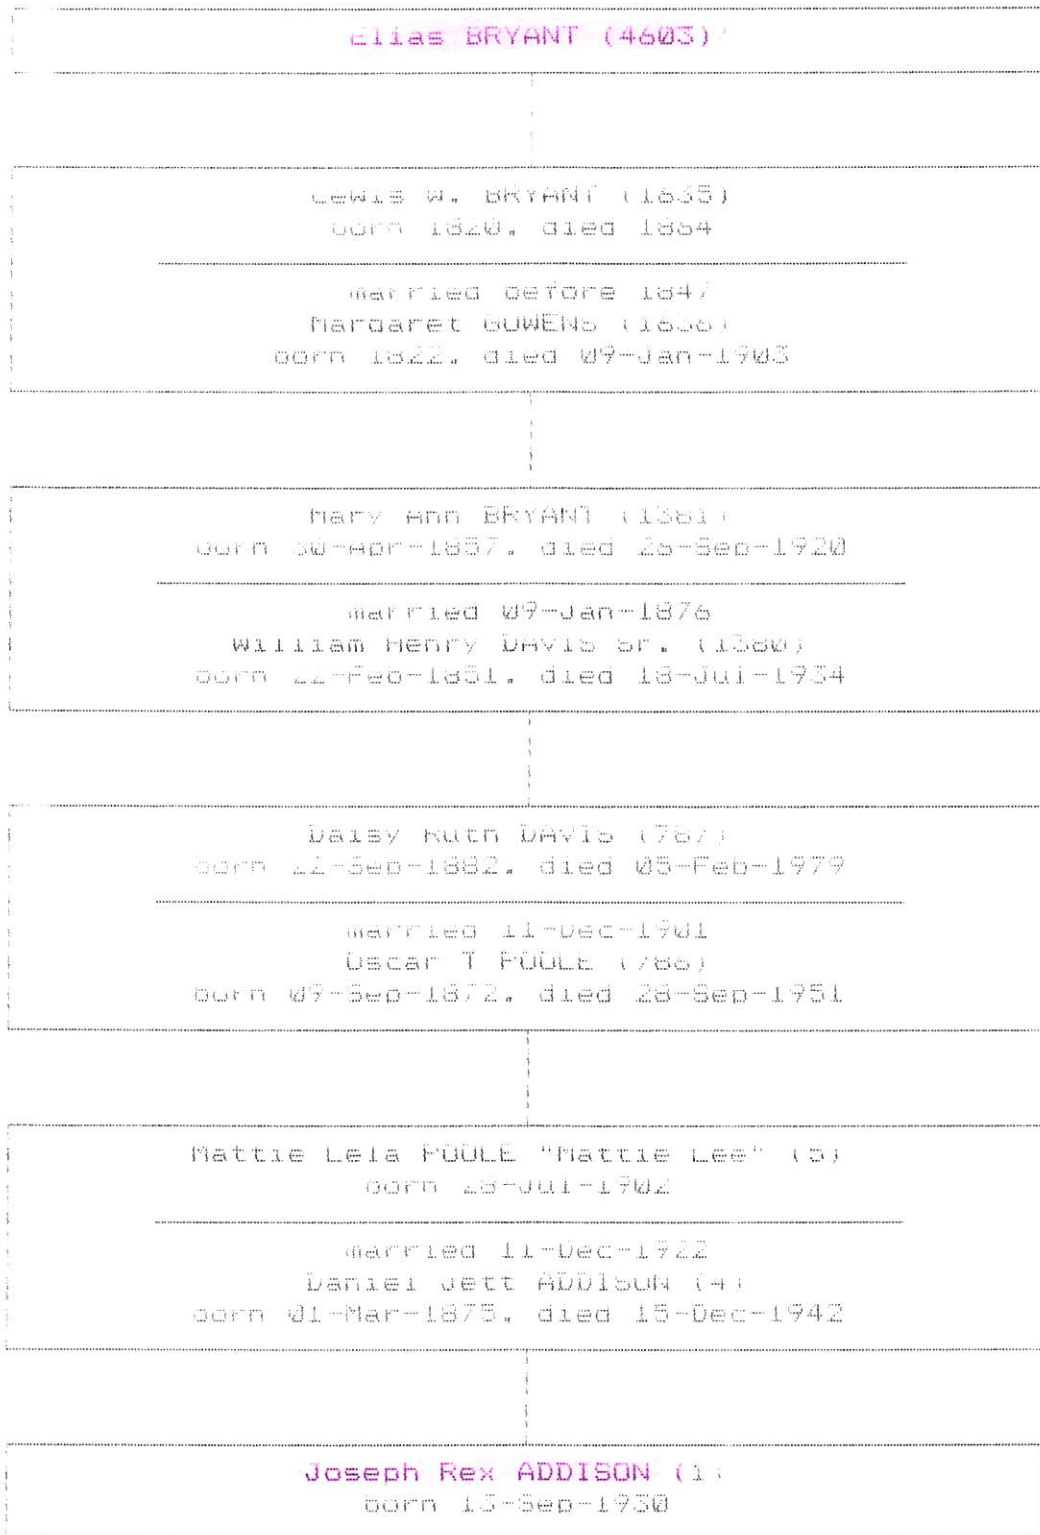 Elias BRYANT (4603)
Lewis W. BRYANT (1635)
born 1820, died 1864
married before 1847
Margaret GOWENS (1636)
born 1822, died 09-Jan-1903
Mary Ann BRYANT (1381)
born 30-Apr-1857, died 26-Sep-1920
married 09-Jan-1876
William Henry DAVIS Sr. (1380)
born 22-Feb-1851, died 18-Jul-1934
Daisy Ruth DAVIS (787)
born 22-Sep-1882, died 05-Feb-1979
married 11-Dec-1901
Oscar T POOLE (786)
born 09-Sep-1872, died 28-Sep-1951
Mattie Lela POOLE "Mattie Lee" (5)
born 28-Jul-1902
married 11-Dec-1922
Daniel Jett ADDISON (4)
born 01-Mar-1875, died 15-Dec-1942
Joseph Rex ADDISON (1)
born 13-Sep-1930